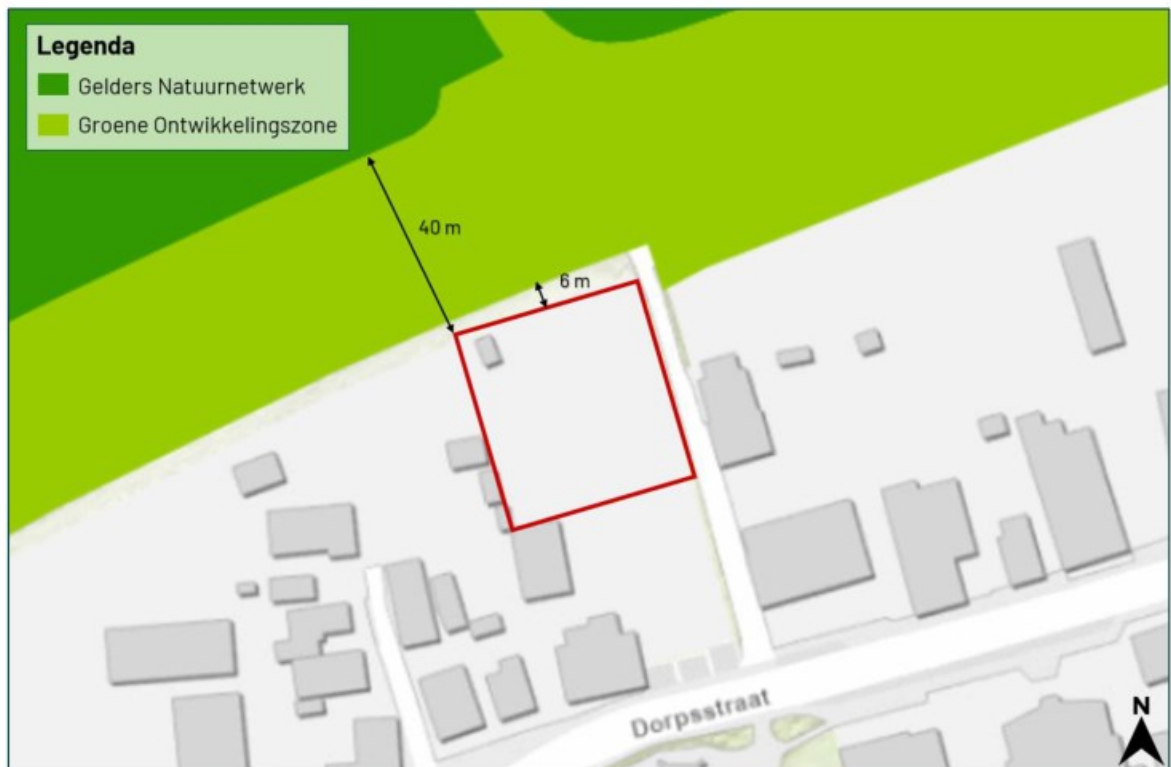 Legenda
Gelders Natuurnetwerk
Groene Ontwikkelingszone
40 m
6 m
Dorpsstraat
N